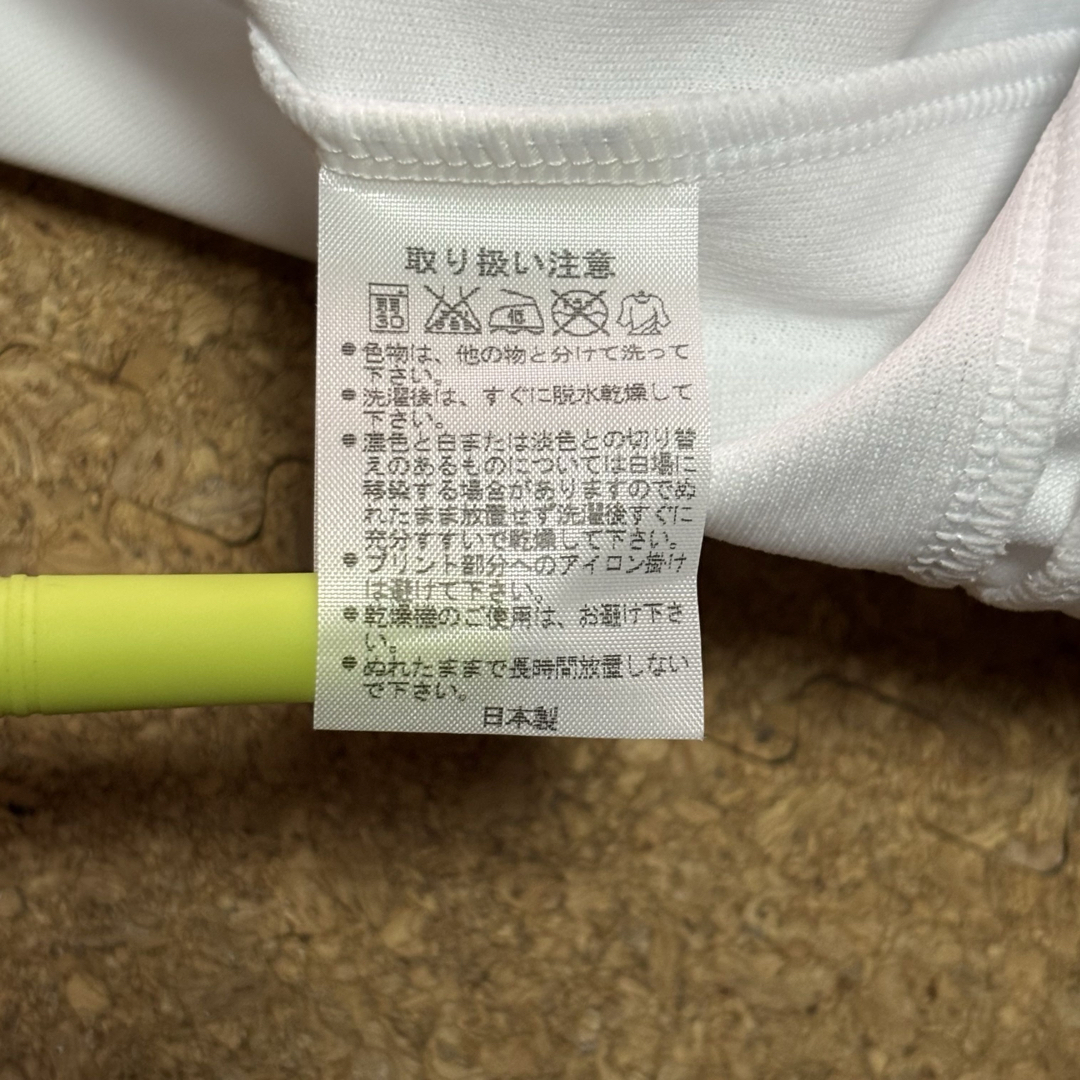 取り扱い注意
弱
30
低
●色物は、他の物と分けて洗って
下さい。
●洗濯後は、すぐに脱水乾燥して
下さい。
●濃色と白または淡色との切り替
えのあるものについては白場に
移染する場合がありますのでぬ
れたまま放置せず洗濯後すぐに
充分すすいで乾燥して下さい。
●プリント部分へのアイロン掛け
は避けて下さい。
●乾燥機のご使用は、お避け下さ
い。
●ぬれたままで長時間放置しない
で下さい。
日本製